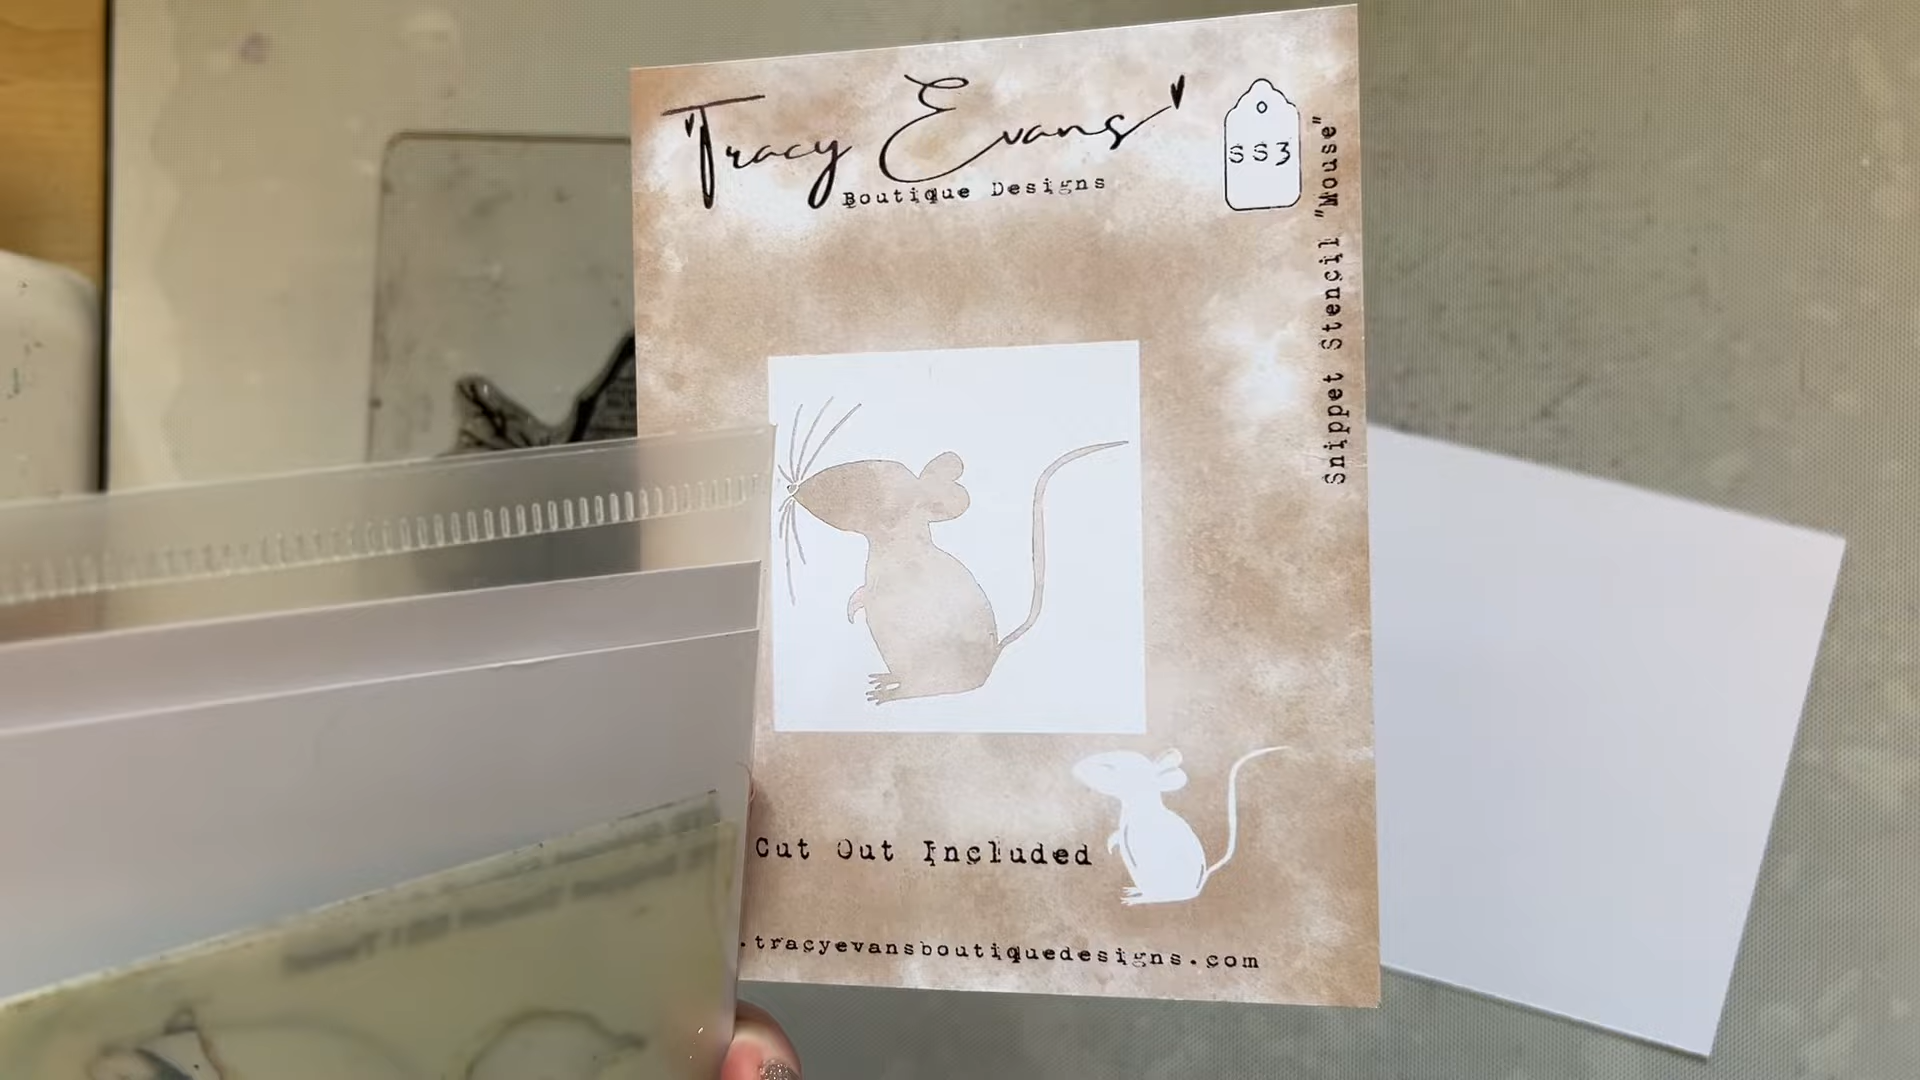 Tracy Evans
Boutique Designs
SS3
Snippet Stencil "Mouse"
Cut Out Included
.tracyevansboutiquedesigns.com